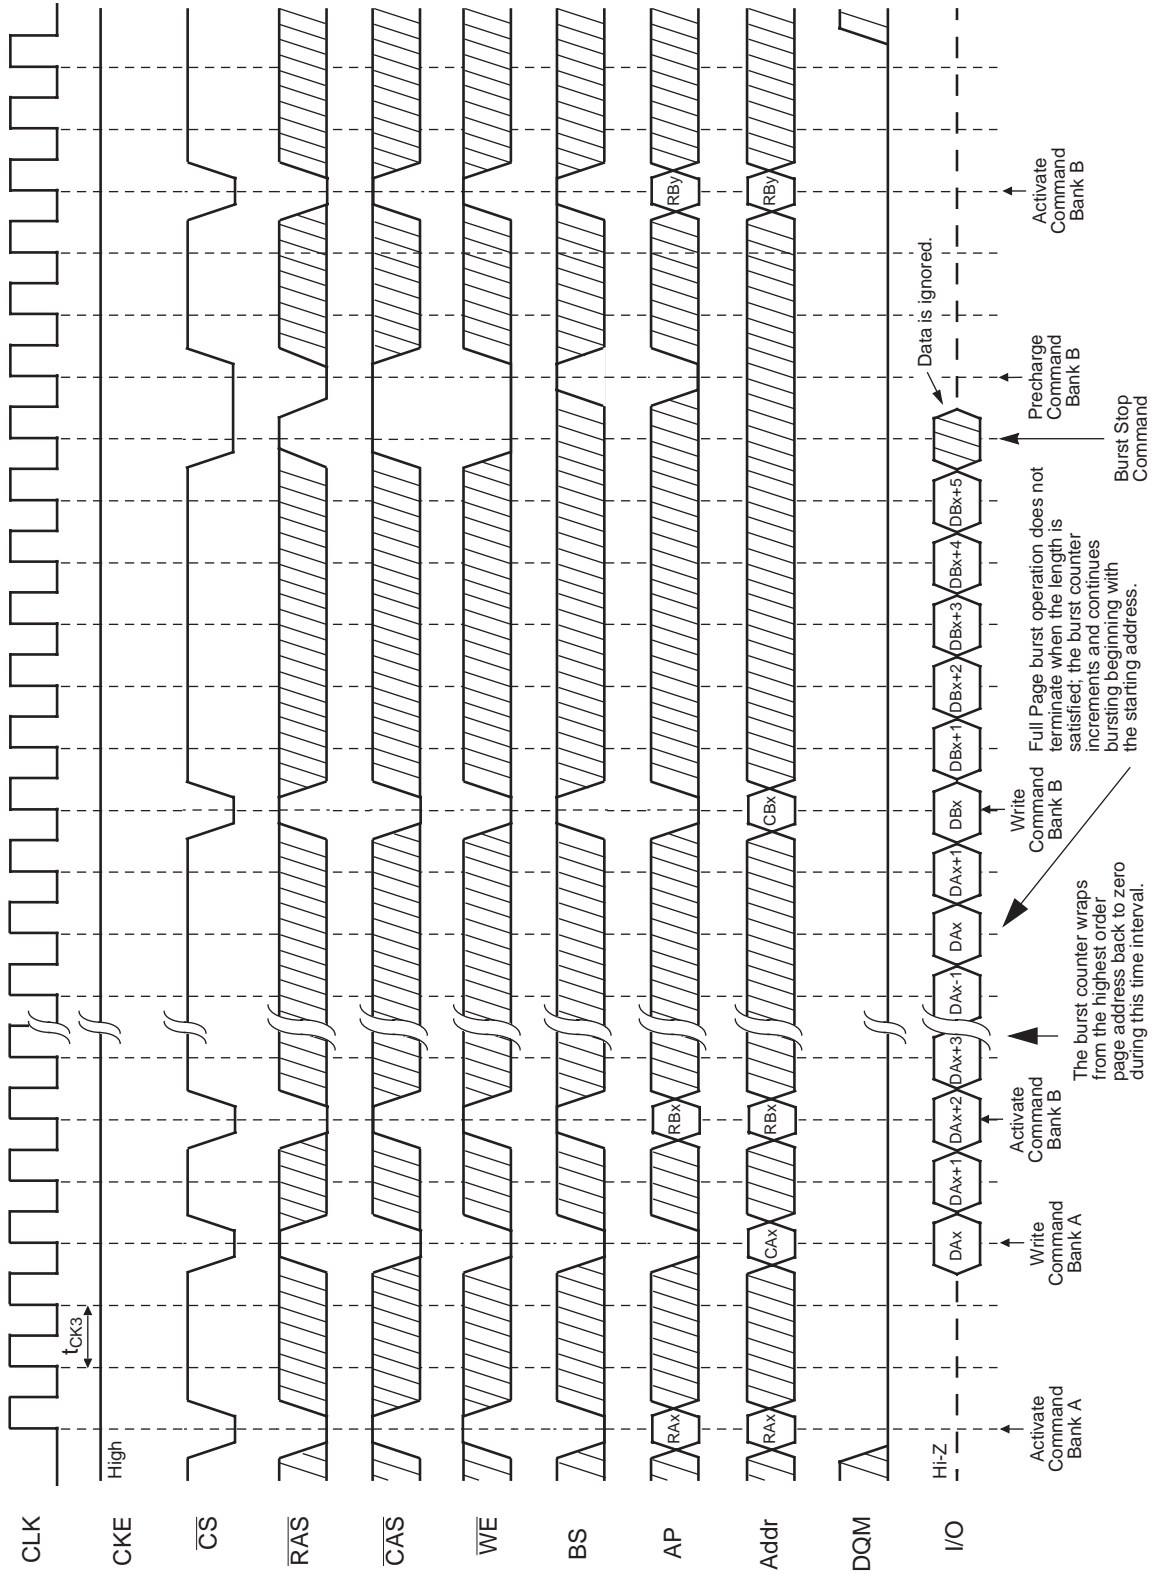 CLK
CKE
High
CS
RAS
CAS
WE
BS
AP
RAx
RBx
RBy
Addr
RAx
CAx
RBx
CBx
RBy
DQM
I/O
Hi-Z
DAx
DAx+1
DAx+2
DAx+3
DAx-1
DAx
DAx+1
DBx
DBx+1
DBx+2
DBx+3
DBx+4
DBx+5
tCK3
Data is ignored.
Activate
Command
Bank A
Write
Command
Bank A
Activate
Command
Bank B
The burst counter wraps
from the highest order
page address back to zero
during this time interval.
Write
Command
Bank B
Full Page burst operation does not
terminate when the length is
satisfied; the burst counter
increments and continues
bursting beginning with
the starting address.
Burst Stop
Command
Precharge
Command
Bank B
Activate
Command
Bank B